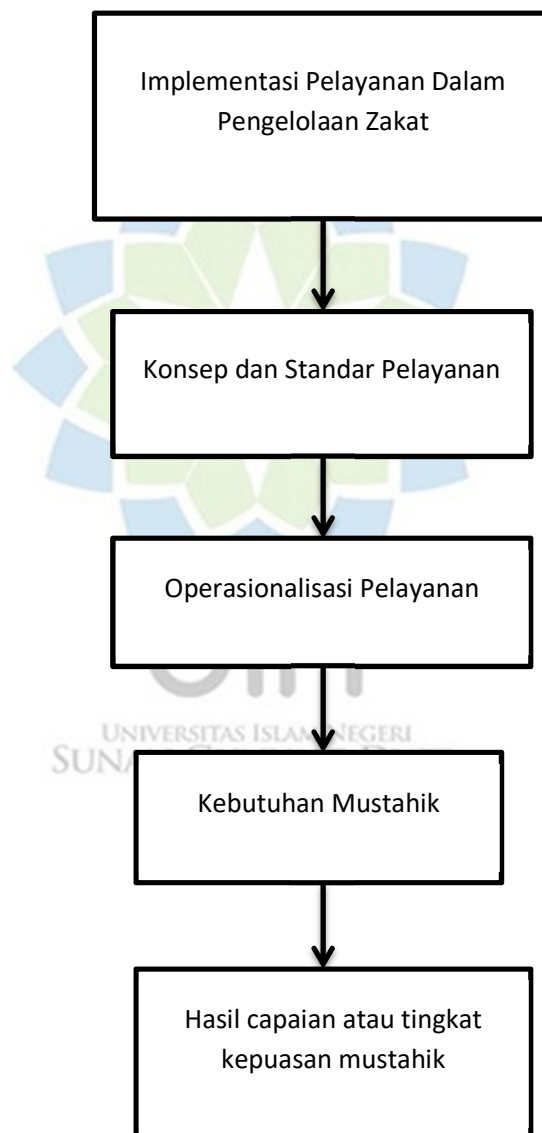 Implementasi Pelayanan Dalam
Pengelolaan Zakat
Konsep dan Standar Pelayanan
Operasionalisasi Pelayanan
UNIVERSITAS ISLAM NEGERI
Kebutuhan Mustahik
Hasil capaian atau tingkat
kepuasan mustahik